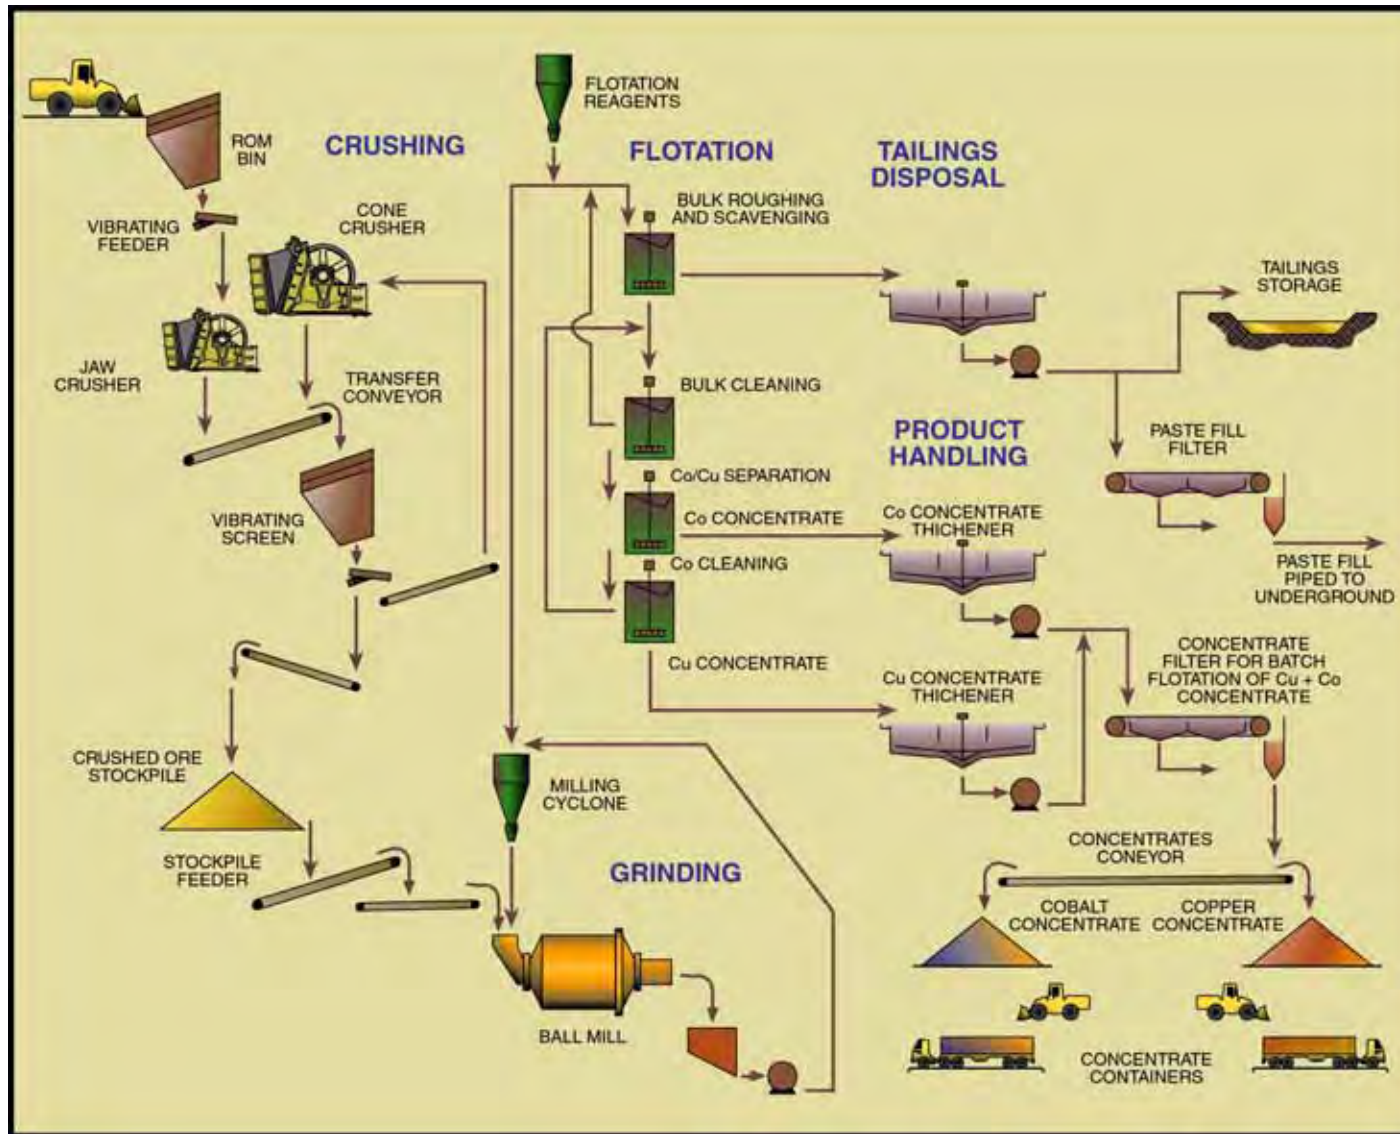 CRUSHING
ROM
BIN
VIBRATING
FEEDER
CONE
CRUSHER
JAW
CRUSHER
TRANSFER
CONVEYOR
VIBRATING
SCREEN
CRUSHED ORE
STOCKPILE
STOCKPILE
FEEDER
FLOTATION
REAGENTS
FLOTATION
BULK ROUGHING
AND SCAVENGING
BULK CLEANING
Co/Cu SEPARATION
Co CONCENTRATE
Co CLEANING
Cu CONCENTRATE
MILLING
CYCLONE
GRINDING
BALL MILL
TAILINGS
DISPOSAL
TAILINGS
STORAGE
PASTE FILL
FILTER
PASTE FILL
PIPED TO
UNDERGROUND
PRODUCT
HANDLING
Co CONCENTRATE
THICHENER
Cu CONCENTRATE
THICHENER
CONCENTRATE
FILTER FOR BATCH
FLOTATION OF Cu + Co
CONCENTRATE
CONCENTRATES
CONEYOR
COBALT
CONCENTRATE
COPPER
CONCENTRATE
CONCENTRATE
CONTAINERS